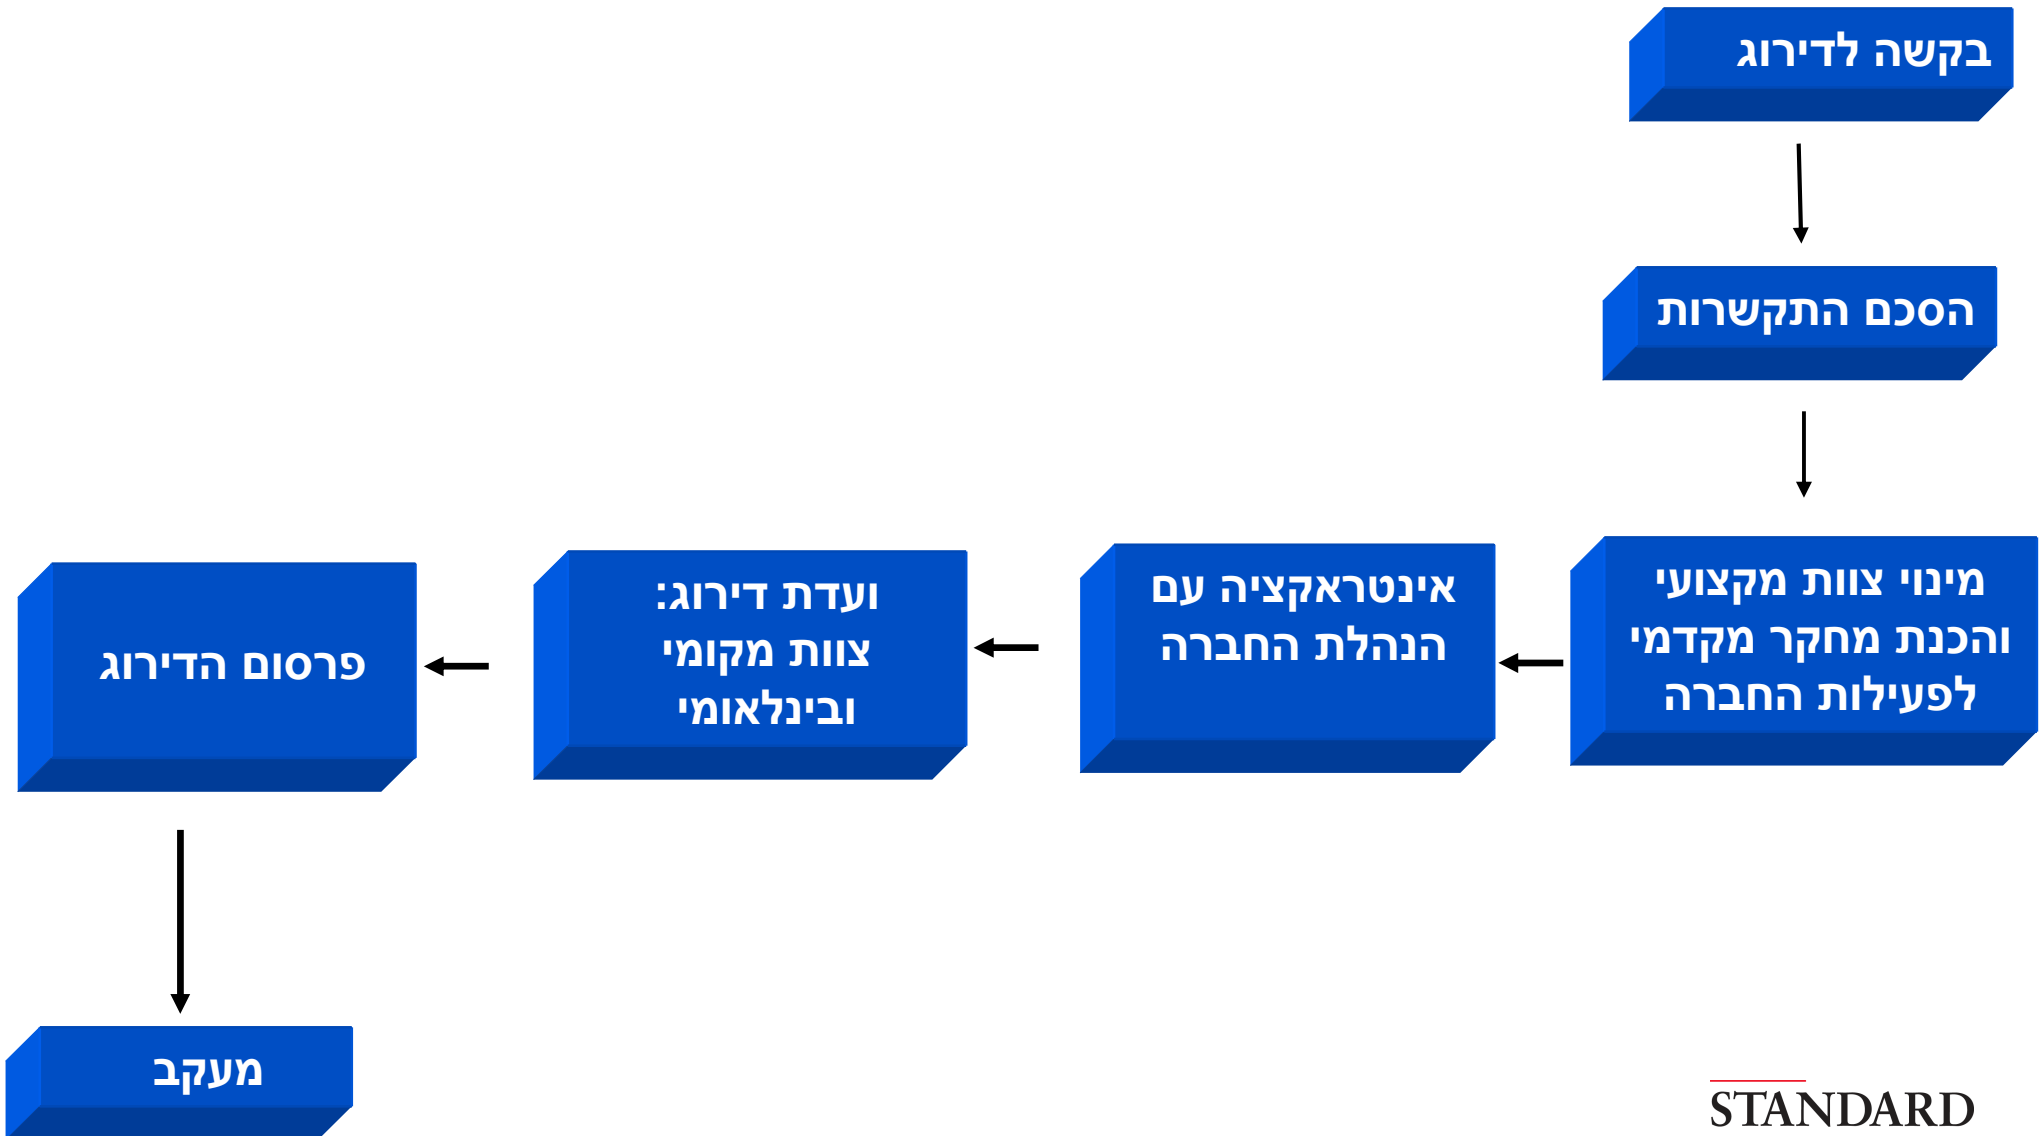 בקשה לדירוג
הסכם התקשרות
מינוי צוות מקצועי
והכנת מחקר מקדמי
לפעילות החברה
אינטראקציה עם
הנהלת החברה
ועדת דירוג:
צוות מקומי
ובינלאומי
פרסום הדירוג
מעקב
STANDARD